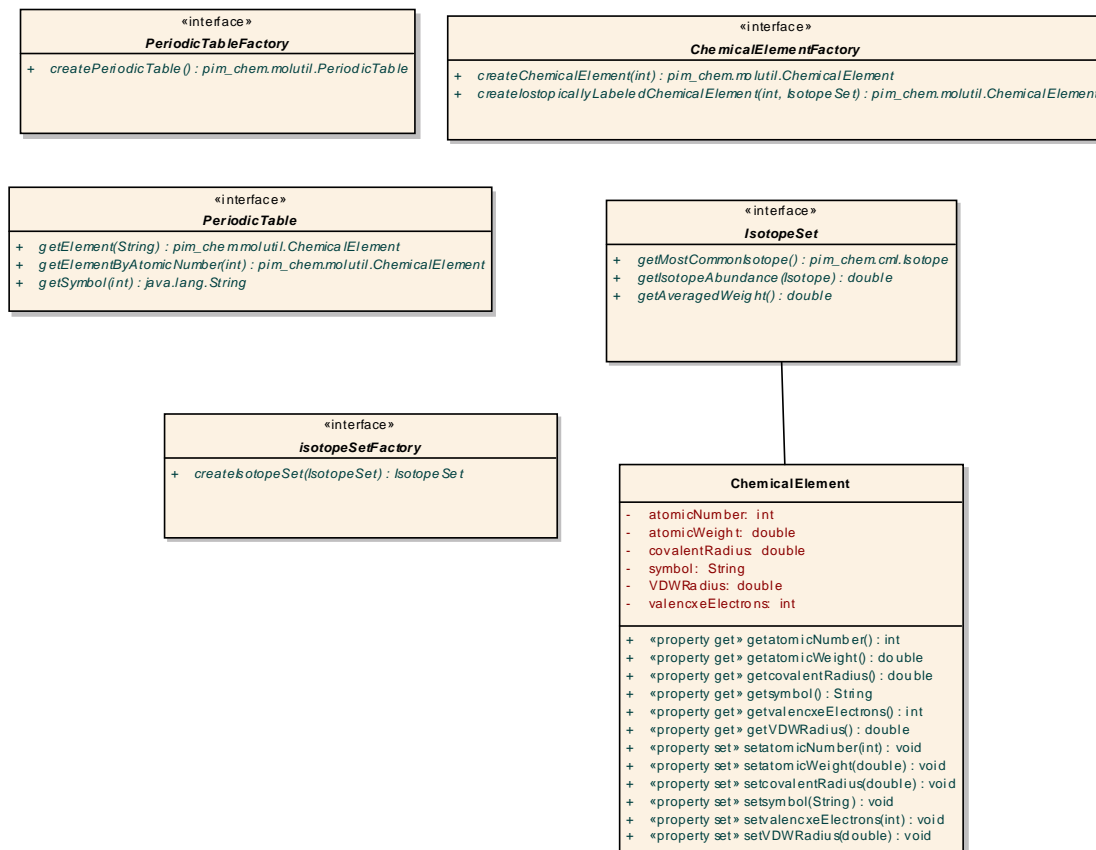 «interface»
PeriodicTableFactory
+ createPeriodicTable() : pim_chem.molutil.PeriodicTable
«interface»
ChemicalElementFactory
+ createChemicalElement(int) : pim_chem.molutil.ChemicalElement
+ createIostopicallyLabeledChemicalElement(int, IsotopeSet) : pim_chem.molutil.ChemicalElement
«interface»
PeriodicTable
+ getElement(String) : pim_chem.molutil.ChemicalElement
+ getElementByAtomicNumber(int) : pim_chem.molutil.ChemicalElement
+ getSymbol(int) : java.lang.String
«interface»
IsotopeSet
+ getMostCommonIsotope() : pim_chem.cml.Isotope
+ getIsotopeAbundance(Isotope) : double
+ getAveragedWeight() : double
«interface»
isotopeSetFactory
+ createIsotopeSet(IsotopeSet) : IsotopeSet
ChemicalElement
- atomicNumber: int
- atomicWeight: double
- covalentRadius: double
- symbol: String
- VDWRadius: double
- valencxeElectrons: int
+ «property get» getatomicNumber() : int
+ «property get» getatomicWeight() : double
+ «property get» getcovalentRadius() : double
+ «property get» getsymbol() : String
+ «property get» getvalencxeElectrons() : int
+ «property get» getVDWRadius() : double
+ «property set» setatomicNumber(int) : void
+ «property set» setatomicWeight(double) : void
+ «property set» setcovalentRadius(double) : void
+ «property set» setsymbol(String) : void
+ «property set» setvalencxeElectrons(int) : void
+ «property set» setVDWRadius(double) : void